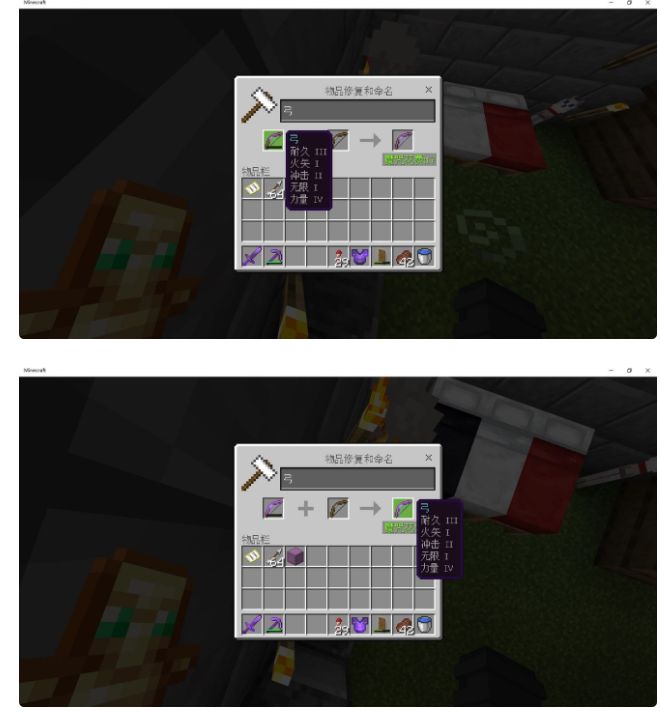 Minecraft
物品修复和命名
弓
弓
耐久 III
火矢 I
冲击 II
无限 I
力量 IV
物品栏
64
29
42
Minecraft
物品修复和命名
弓
弓
耐久 III
火矢 I
冲击 II
无限 I
力量 IV
物品栏
64
29
42